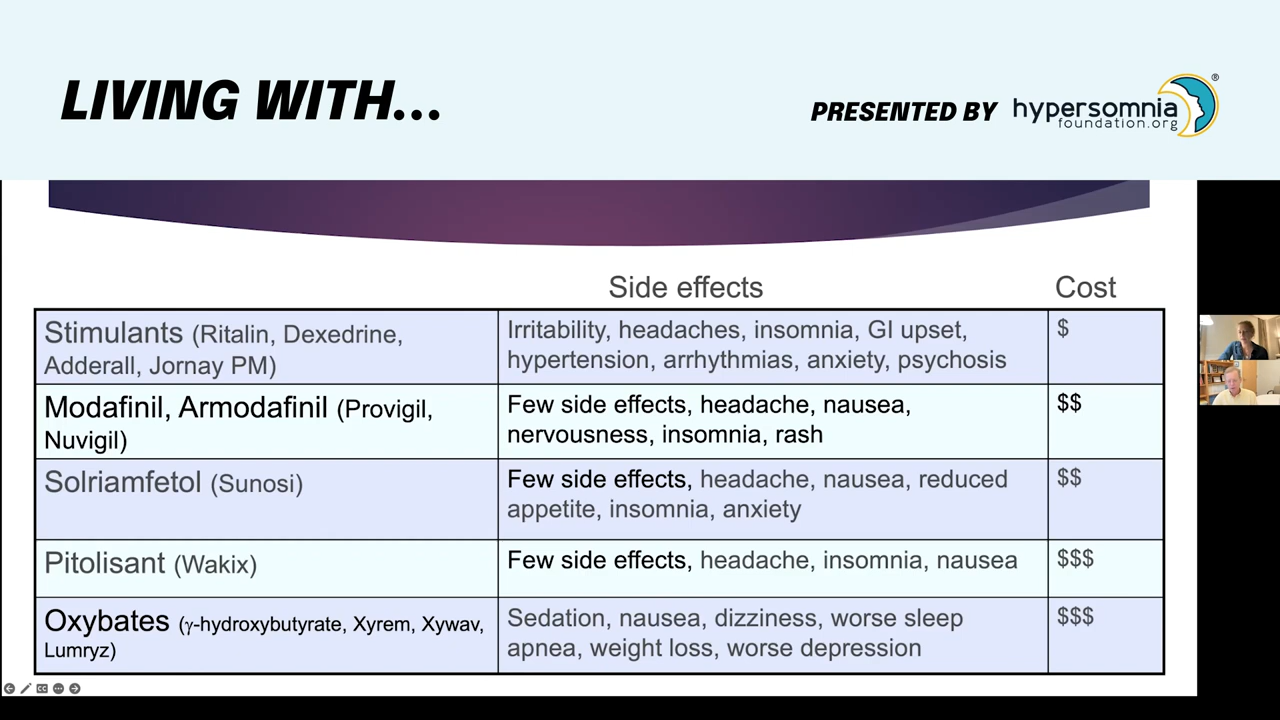 LIVING WITH...
PRESENTED BY hypersomnia
foundation.org
®
Side effects Cost
Stimulants (Ritalin, Dexedrine,
Adderall, Jornay PM)
Irritability, headaches, insomnia, GI upset,
hypertension, arrhythmias, anxiety, psychosis
$
Modafinil, Armodafinil (Provigil,
Nuvigil)
Few side effects, headache, nausea,
nervousness, insomnia, rash
$$
Solriamfetol (Sunosi)
Few side effects, headache, nausea, reduced
appetite, insomnia, anxiety
$$
Pitolisant (Wakix)
Few side effects, headache, insomnia, nausea
$$$
Oxybates (γ-hydroxybutyrate, Xyrem, Xywav,
Lumryz)
Sedation, nausea, dizziness, worse sleep
apnea, weight loss, worse depression
$$$
CC